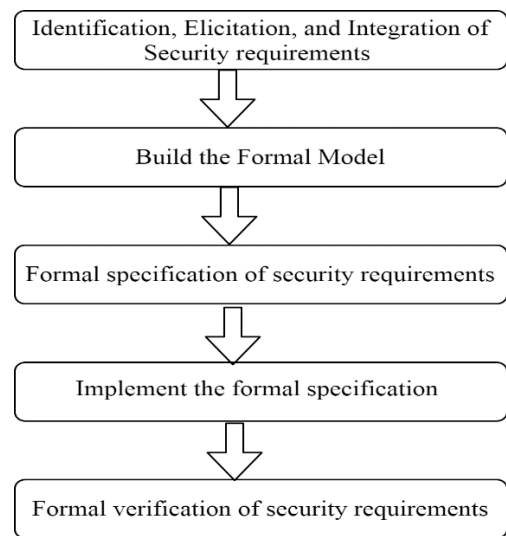 Identification, Elicitation, and Integration of
Security requirements
Build the Formal Model
Formal specification of security requirements
Implement the formal specification
Formal verification of security requirements